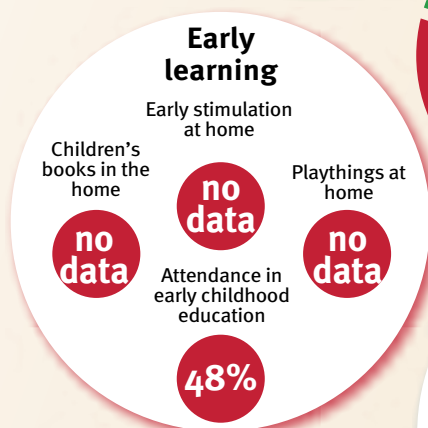 Early
learning
Early stimulation
at home
Children’s
books in the
home
Playthings at
home
no
data
no
data
no
data
Attendance in
early childhood
education
48%